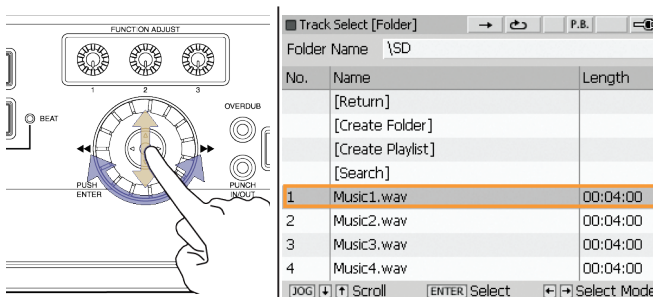 FUNCTION ADJUST
1 2 3
BEAT
OVERDUB
PUSH
ENTER
PUNCH
IN/OUT
Track Select [Folder]
P.B.
Folder Name \SD
No. Name Length
[Return]
[Create Folder]
[Create Playlist]
[Search]
1 Music1.wav 00:04:00
2 Music2.wav 00:04:00
3 Music3.wav 00:04:00
4 Music4.wav 00:04:00
JOG Scroll ENTER Select Select Mode